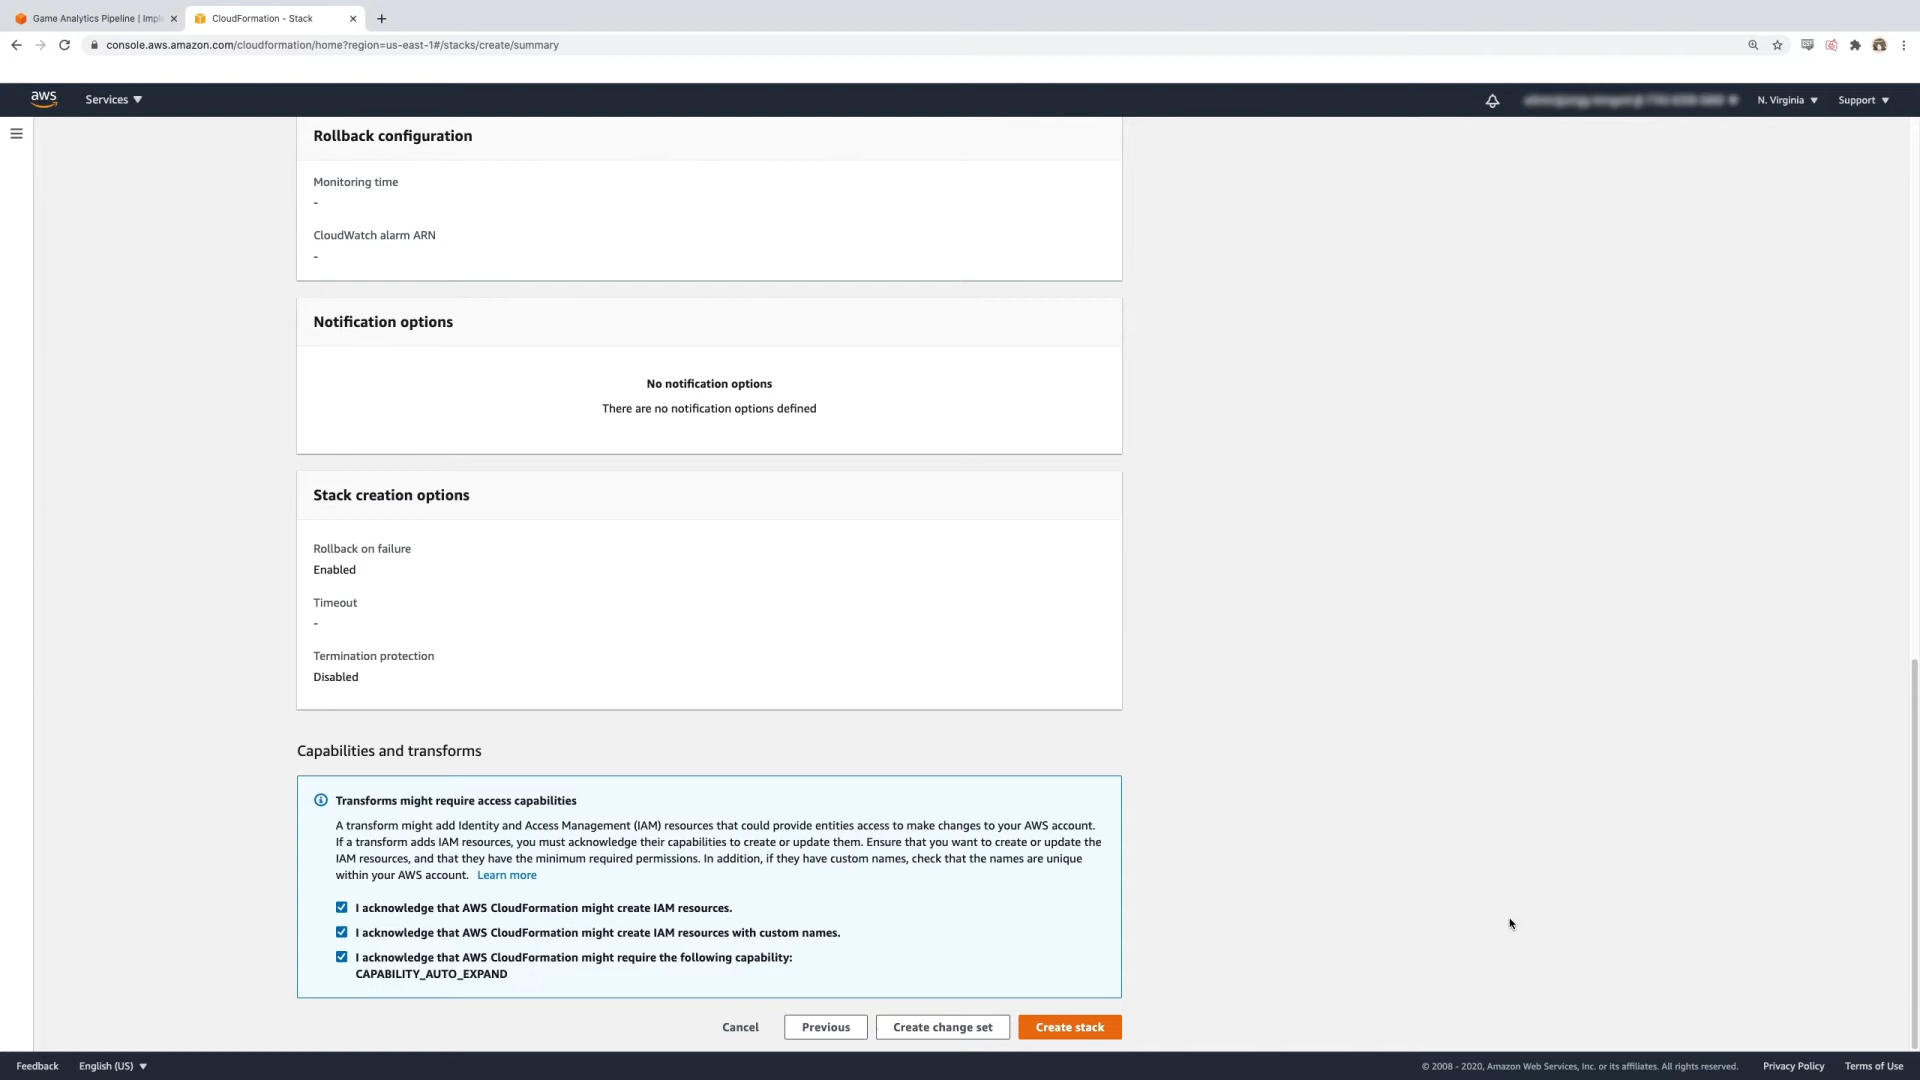 Game Analytics Pipeline | Impl
CloudFormation - Stack
console.aws.amazon.com/cloudformation/home?region=us-east-1#/stacks/create/summary
aws
Services
N. Virginia
Support
Rollback configuration
Monitoring time
-
CloudWatch alarm ARN
-
Notification options
No notification options
There are no notification options defined
Stack creation options
Rollback on failure
Enabled
Timeout
-
Termination protection
Disabled
Capabilities and transforms
Transforms might require access capabilities
A transform might add Identity and Access Management (IAM) resources that could provide entities access to make changes to your AWS account.
If a transform adds IAM resources, you must acknowledge their capabilities to create or update them. Ensure that you want to create or update the
IAM resources, and that they have the minimum required permissions. In addition, if they have custom names, check that the names are unique
within your AWS account. Learn more
I acknowledge that AWS CloudFormation might create IAM resources.
I acknowledge that AWS CloudFormation might create IAM resources with custom names.
I acknowledge that AWS CloudFormation might require the following capability:
CAPABILITY_AUTO_EXPAND
Cancel
Previous
Create change set
Create stack
Feedback
English (US)
© 2008 - 2020, Amazon Web Services, Inc. or its affiliates. All rights reserved.
Privacy Policy
Terms of Use